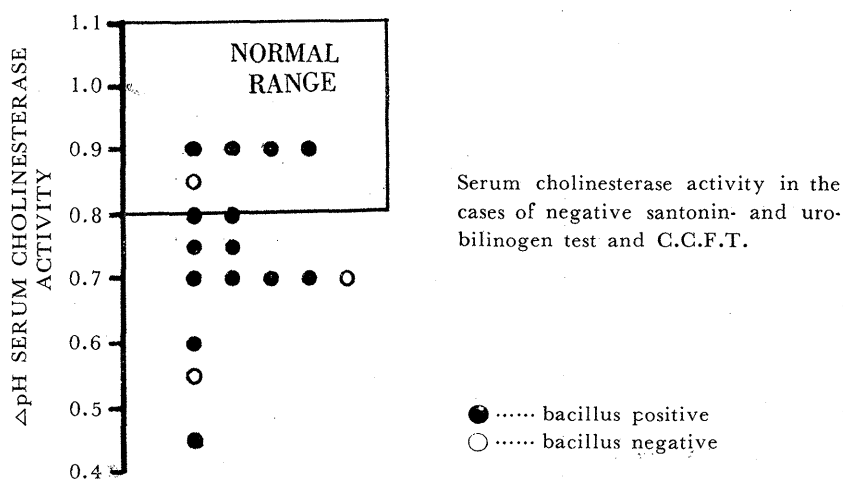 1.1
1.0
0.9
0.8
0.7
0.6
0.5
0.4
△pH SERUM CHOLINESTERASE
ACTIVITY
NORMAL
RANGE
Serum cholinesterase activity in the
cases of negative santonin- and uro-
bilinogen test and C.C.F.T.
●...... bacillus positive
○...... bacillus negative